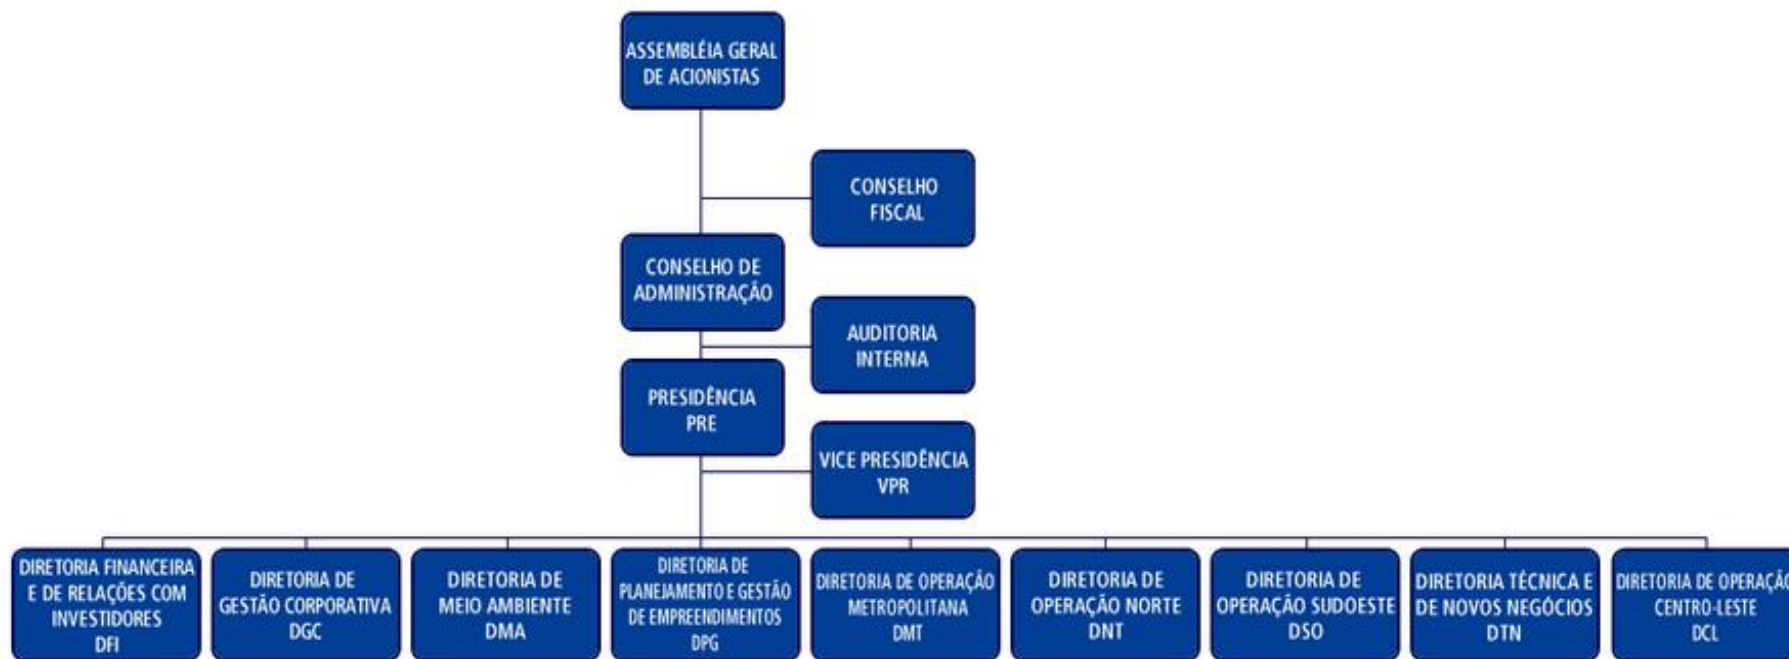 ASSEMBLÉIA GERAL
DE ACIONISTAS
CONSELHO
FISCAL
CONSELHO DE
ADMINISTRAÇÃO
AUDITORIA
INTERNA
PRESIDÊNCIA
PRE
VICE PRESIDÊNCIA
VPR
DIRETORIA FINANCEIRA
E DE RELAÇÕES COM
INVESTIDORES
DFI
DIRETORIA DE
GESTÃO CORPORATIVA
DGC
DIRETORIA DE
MEIO AMBIENTE
DMA
DIRETORIA DE
PLANEJAMENTO E GESTÃO
DE EMPREENDIMENTOS
DPG
DIRETORIA DE OPERAÇÃO
METROPOLITANA
DMT
DIRETORIA DE
OPERAÇÃO NORTE
DNT
DIRETORIA DE
OPERAÇÃO SUDOESTE
DSO
DIRETORIA TÉCNICA E
DE NOVOS NEGÓCIOS
DTN
DIRETORIA DE OPERAÇÃO
CENTRO-LESTE
DCL